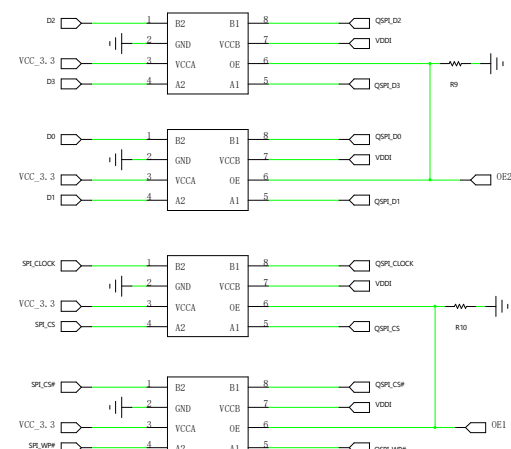 D2 1 B2 B1 8 QSPI_D2
2 GND VCCB 7 VDDI
VCC_3.3 3 VCCA OE 6
D3 4 A2 A1 5 QSPI_D3 R9
D0 1 B2 B1 8 QSPI_D0
2 GND VCCB 7 VDDI
VCC_3.3 3 VCCA OE 6 OE2
D1 4 A2 A1 5 QSPI_D1
SPI_CLOCK 1 B2 B1 8 QSPI_CLOCK
2 GND VCCB 7 VDDI
VCC_3.3 3 VCCA OE 6
SPI_CS 4 A2 A1 5 QSPI_CS R10
SPI_CS# 1 B2 B1 8 QSPI_CS#
2 GND VCCB 7 VDDI
VCC_3.3 3 VCCA OE 6 OE1
SPI_WP# 4 A2 A1 5 QSPI_WP#